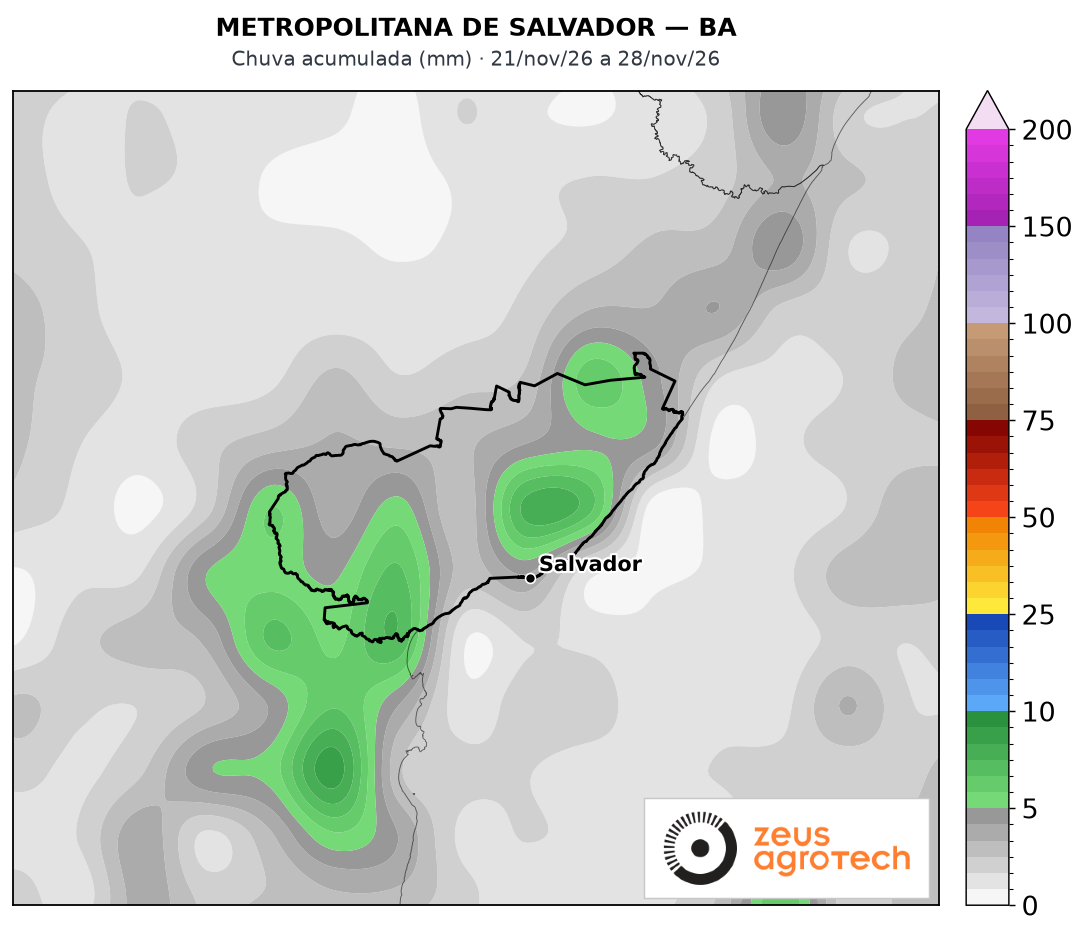 METROPOLITANA DE SALVADOR — BA
Chuva acumulada (mm) · 21/nov/26 a 28/nov/26
200
150
100
75
50
25
10
5
0
Salvador
zeus
agroTech